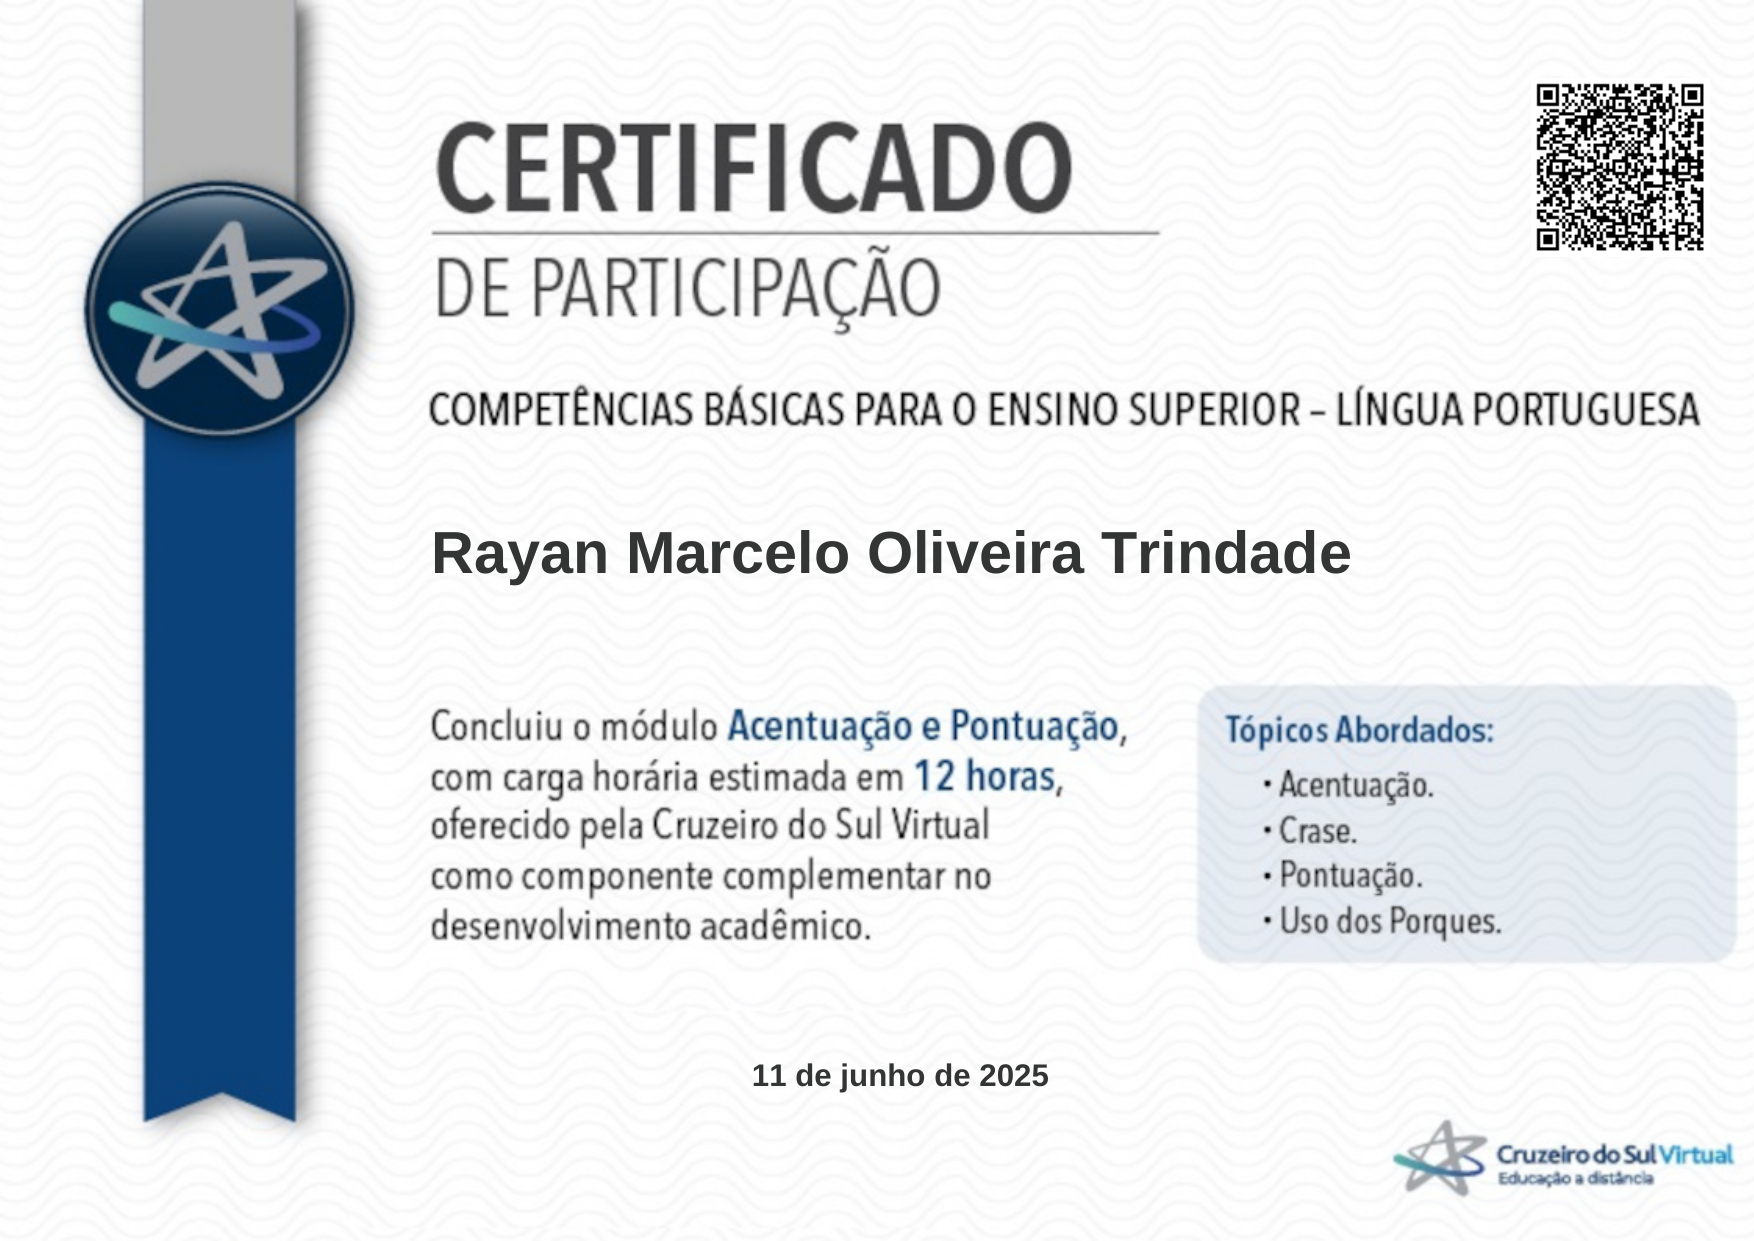 CERTIFICADO
DE PARTICIPAÇÃO
COMPETÊNCIAS BÁSICAS PARA O ENSINO SUPERIOR – LÍNGUA PORTUGUESA
Rayan Marcelo Oliveira Trindade
Concluiu o módulo Acentuação e Pontuação,
com carga horária estimada em 12 horas,
oferecido pela Cruzeiro do Sul Virtual
como componente complementar no
desenvolvimento acadêmico.
Tópicos Abordados:
• Acentuação.
• Crase.
• Pontuação.
• Uso dos Porques.
11 de junho de 2025
Cruzeiro do Sul Virtual
Educação a distância